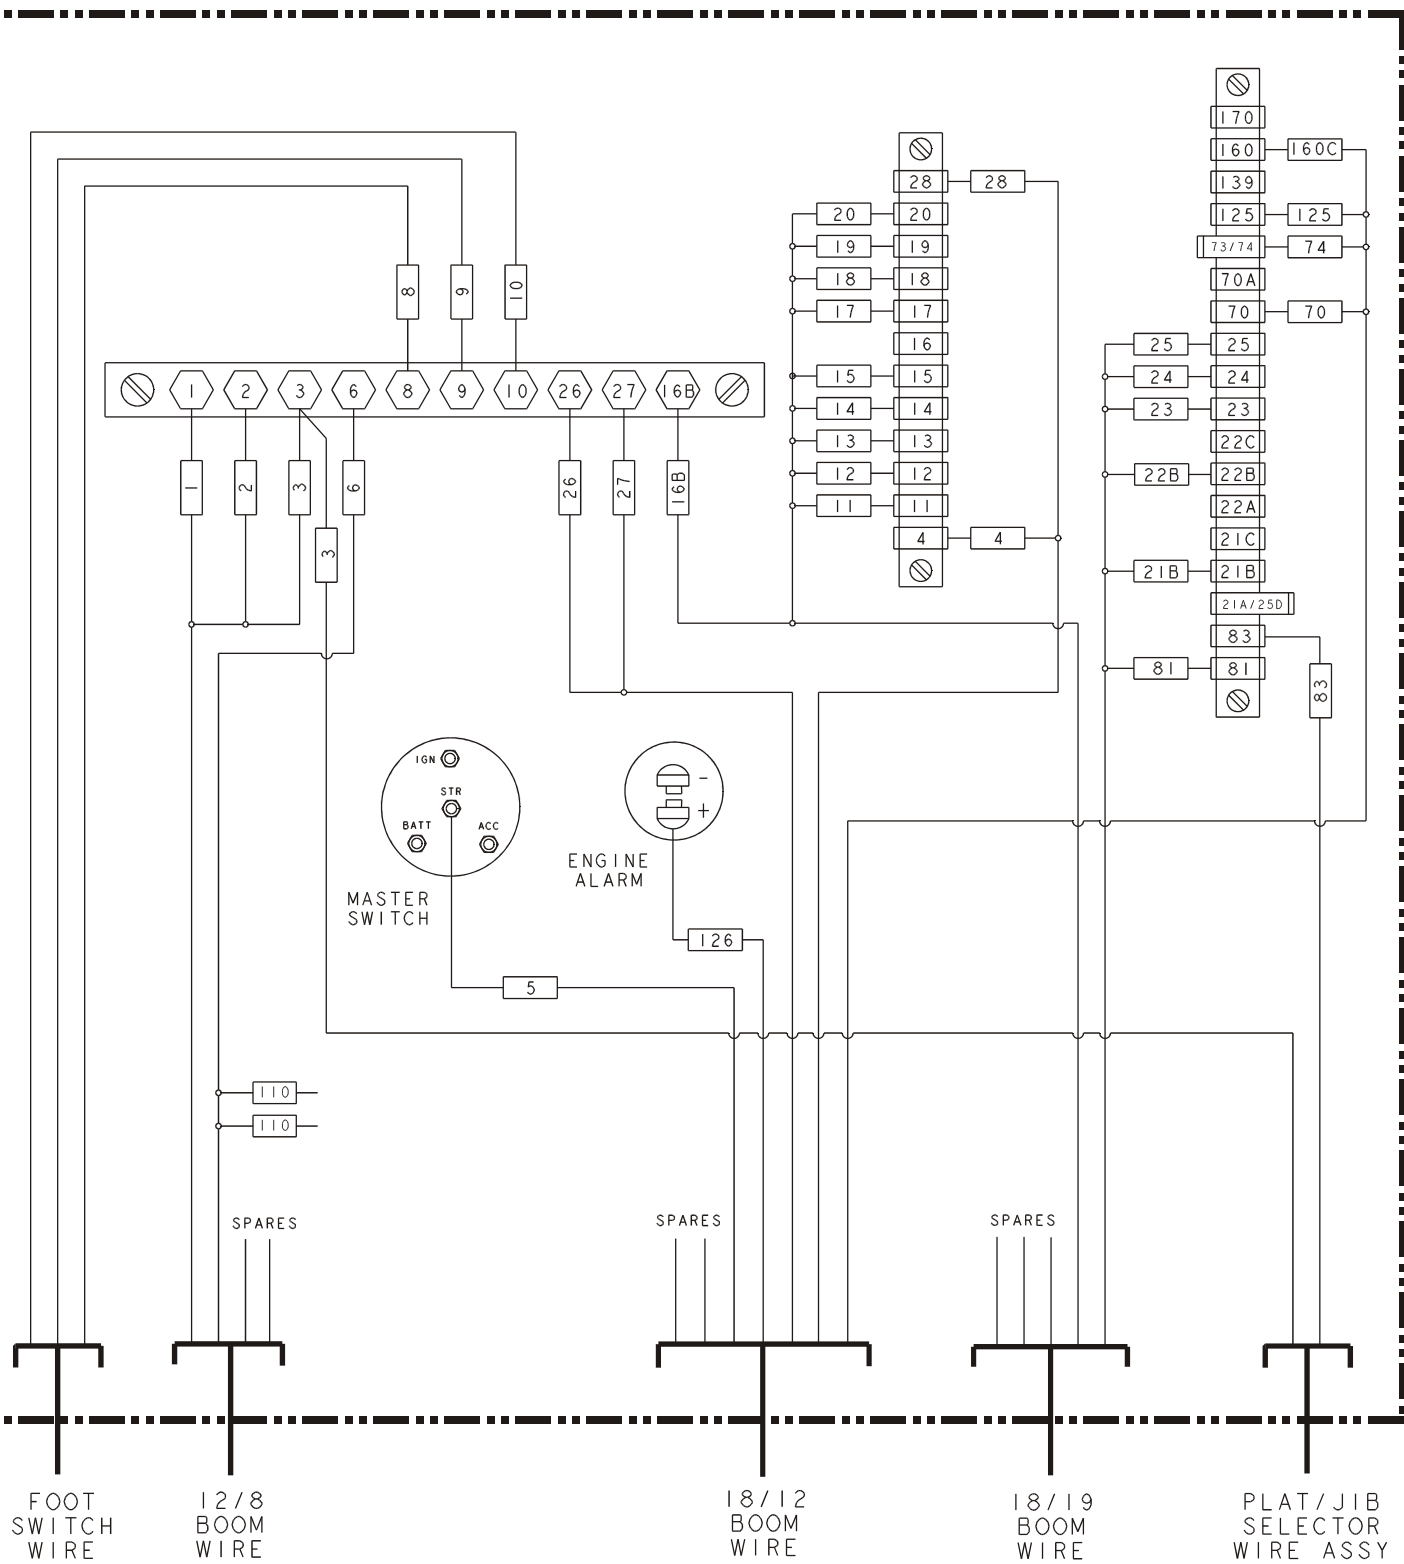 170
160 160C
139
28 28
125 125
20 20
73/74 74
19 19
70A
18 18
70 70
17 17
8 9 10
25 25
16
24 24
15 15
1 2 3 6 8 9 10 26 27 16B
23 23
14 14
22C
13 13
22B 22B
12 12
1 2 3 6 26 27 16B
22A
11 11
21C
4 4
3
21B 21B
21A/25D
83
81 81
83
IGN
STR
BATT ACC
MASTER
SWITCH
-
+
ENGINE
ALARM
126
5
110
110
SPARES
SPARES
SPARES
FOOT
SWITCH
WIRE
12/8
BOOM
WIRE
18/12
BOOM
WIRE
18/19
BOOM
WIRE
PLAT/JIB
SELECTOR
WIRE ASSY